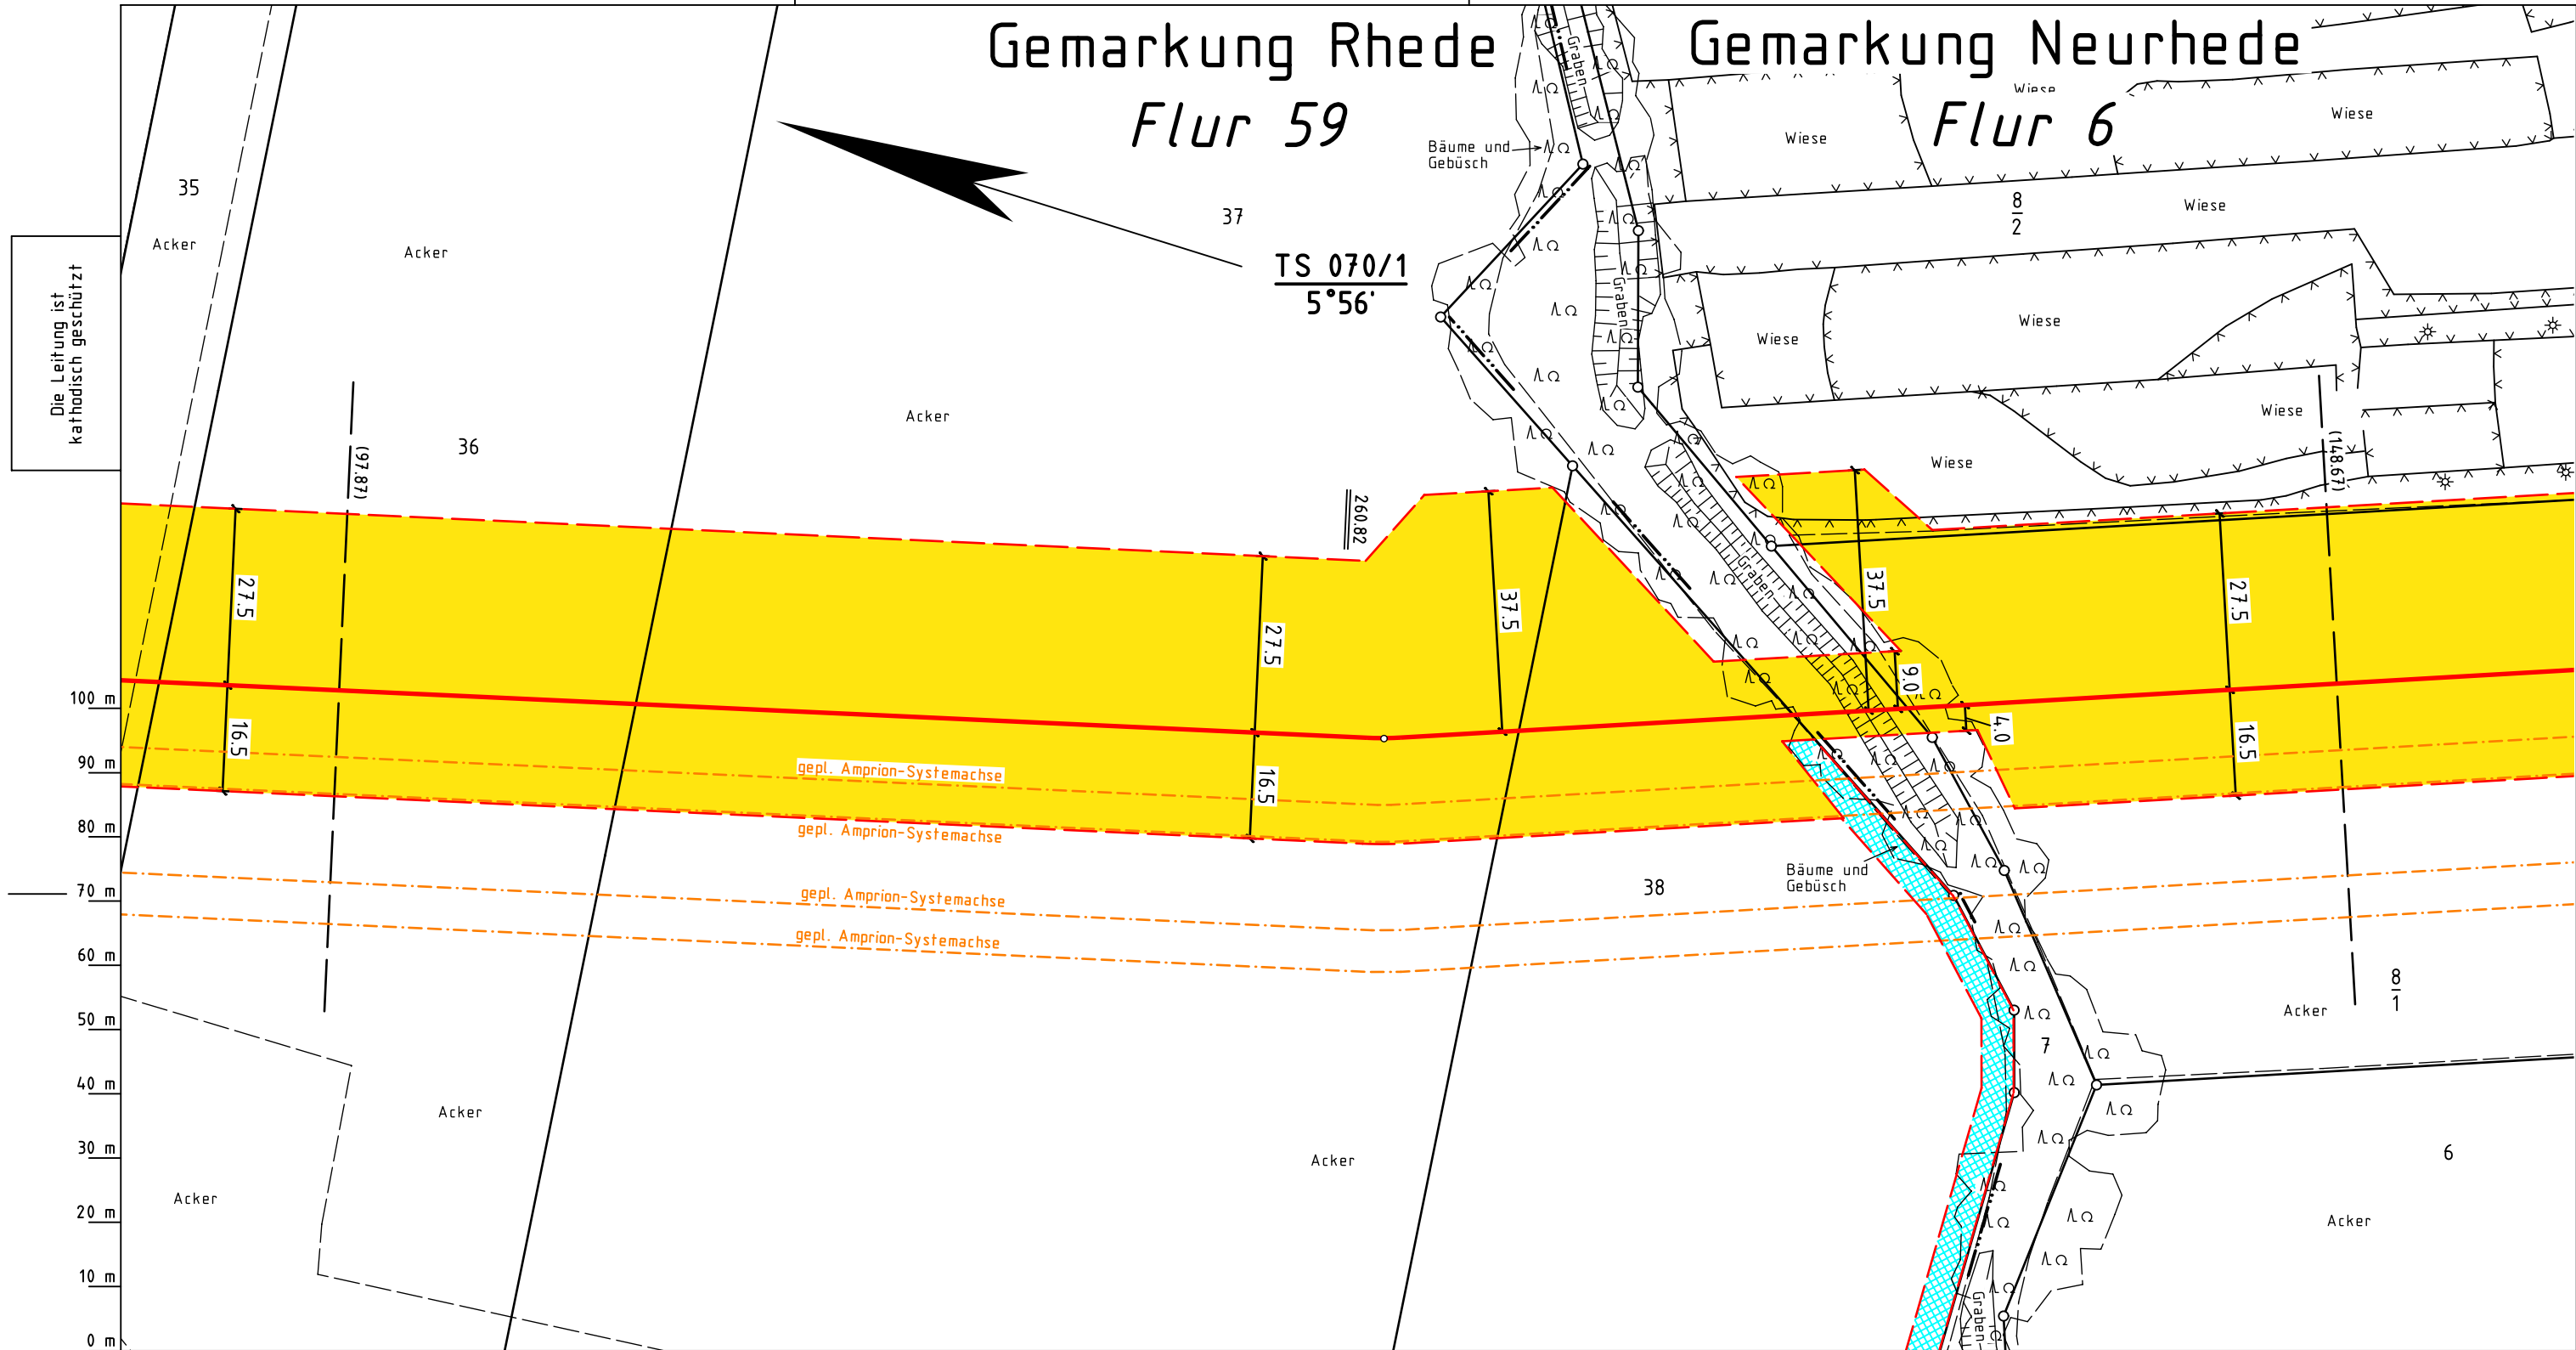 Gemarkung Rhede
Flur 59
Gemarkung Neurhede
Flur 6
Graben
Bäume und
Gebüsch
Wiese
Wiese
Wiese
35
Acker
Acker
37
8
2
Wiese
TS 070/1
5°56'
Die Leitung ist
kathodisch geschützt
Graben
Wiese
Wiese
Acker
Wiese
36
(97.87)
(148.67)
Wiese
260.82
27.5
27.5
37.5
Graben
37.5
27.5
9.0
100 m
16.5
4.0
16.5
90 m
gepl. Amprion-Systemachse
16.5
80 m
gepl. Amprion-Systemachse
Bäume und
Gebüsch
70 m
gepl. Amprion-Systemachse
38
gepl. Amprion-Systemachse
60 m
8
1
Acker
50 m
7
40 m
Acker
30 m
Acker
6
Acker
20 m
Acker
10 m
Graben
0 m